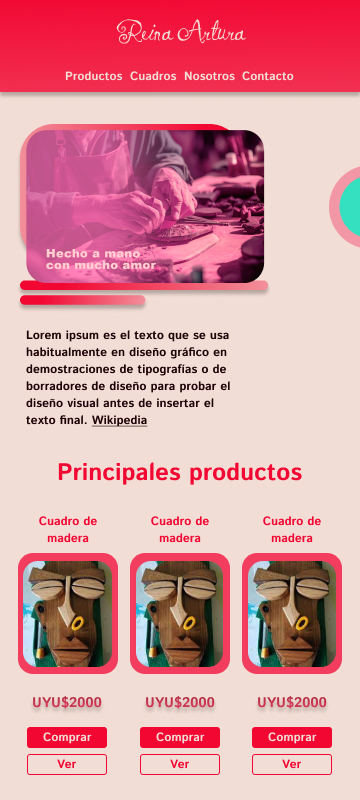 Reina Artura
Productos Cuadros Nosotros Contacto
Hecho a mano
con mucho amor
Lorem ipsum es el texto que se usa
habitualmente en diseño gráfico en
demostraciones de tipografías o de
borradores de diseño para probar el
diseño visual antes de insertar el
texto final. Wikipedia
Principales productos
Cuadro de
madera
Cuadro de
madera
Cuadro de
madera
UYU$2000 UYU$2000 UYU$2000
Comprar Comprar Comprar
Ver Ver Ver